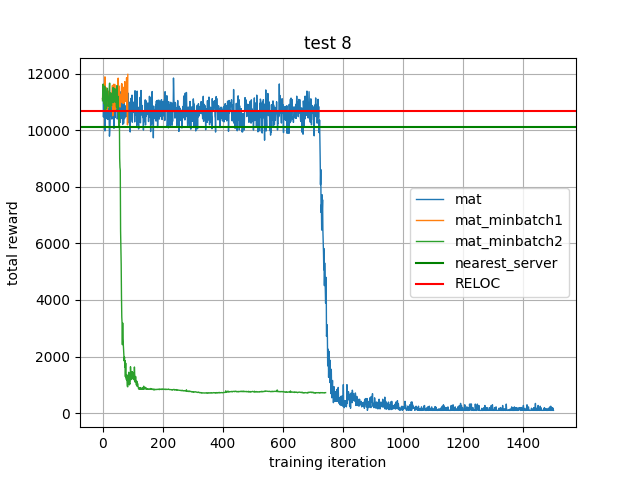 test 8
total reward
12000
10000
8000
6000
4000
2000
0
mat
mat_minbatch1
mat_minbatch2
nearest_server
RELOC
0 200 400 600 800 1000 1200 1400
training iteration